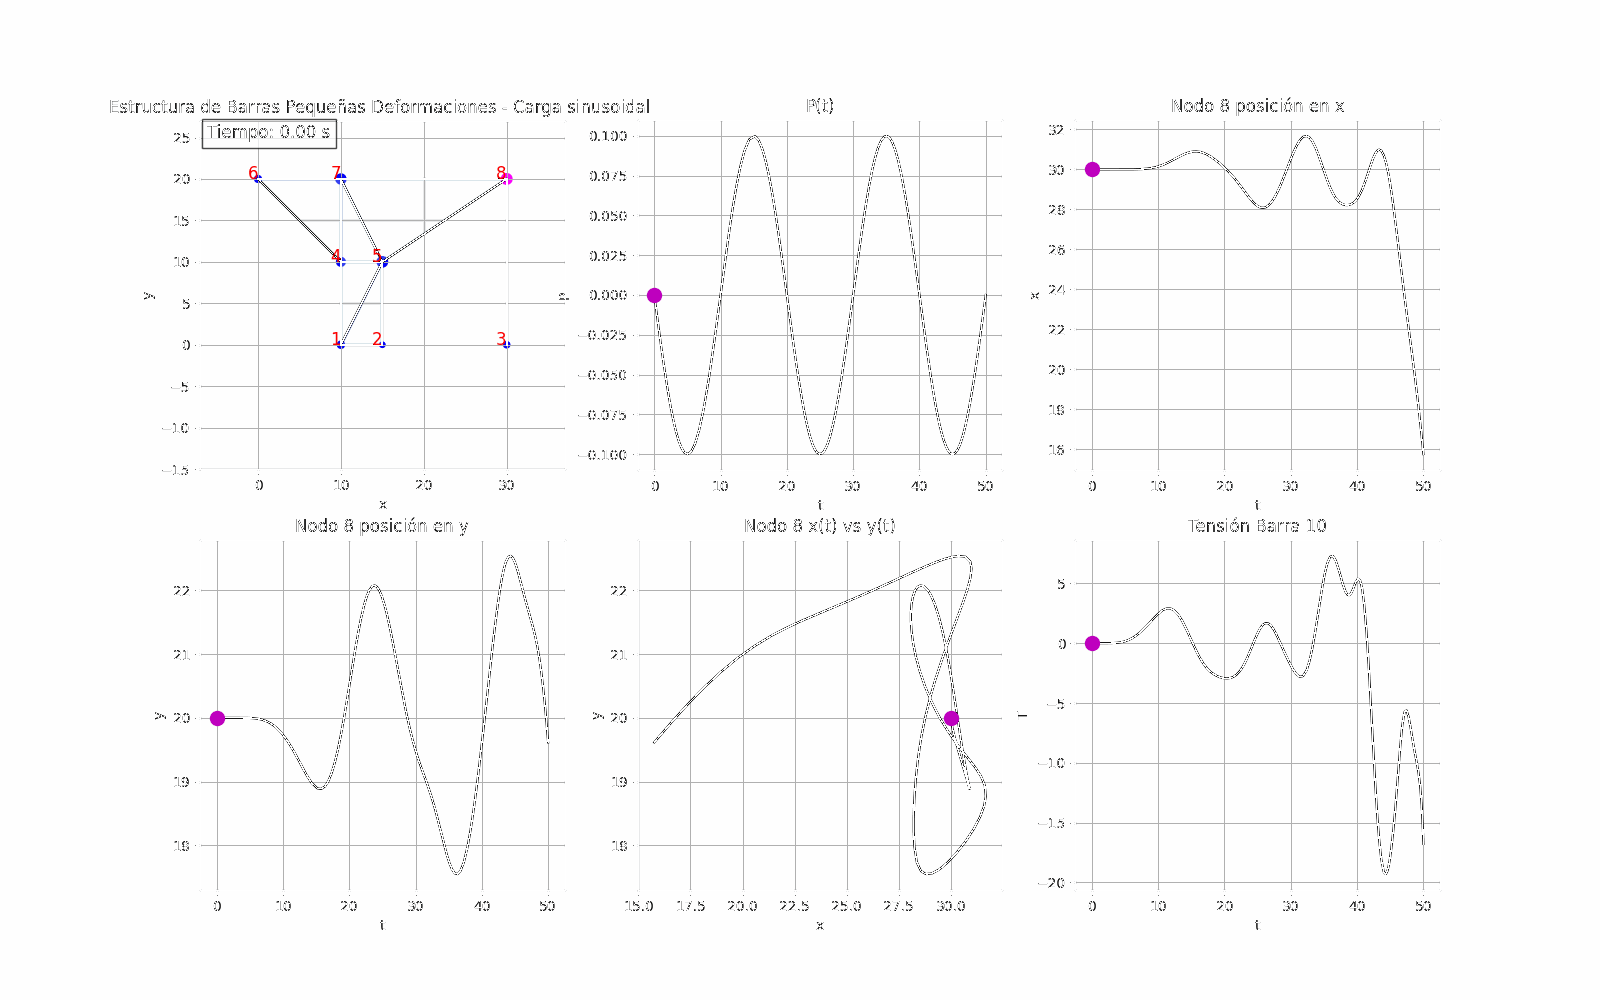 Estructura de Barras Pequeñas Deformaciones - Carga sinusoidal
Tiempo: 0.00 s
25
20
15
10
5
0
−5
−10
−15
0 10 20 30
x
y
6 7 8
4 5
1 2 3
P(t)
0.100
0.075
0.050
0.025
0.000
−0.025
−0.050
−0.075
−0.100
0 10 20 30 40 50
t
p
Nodo 8 posición en x
32
30
28
26
24
22
20
18
16
0 10 20 30 40 50
t
x
Nodo 8 posición en y
22
21
20
19
18
0 10 20 30 40 50
t
y
Nodo 8 x(t) vs y(t)
22
21
20
19
18
15.0 17.5 20.0 22.5 25.0 27.5 30.0
x
y
Tensión Barra 10
5
0
−5
−10
−15
−20
0 10 20 30 40 50
t
T